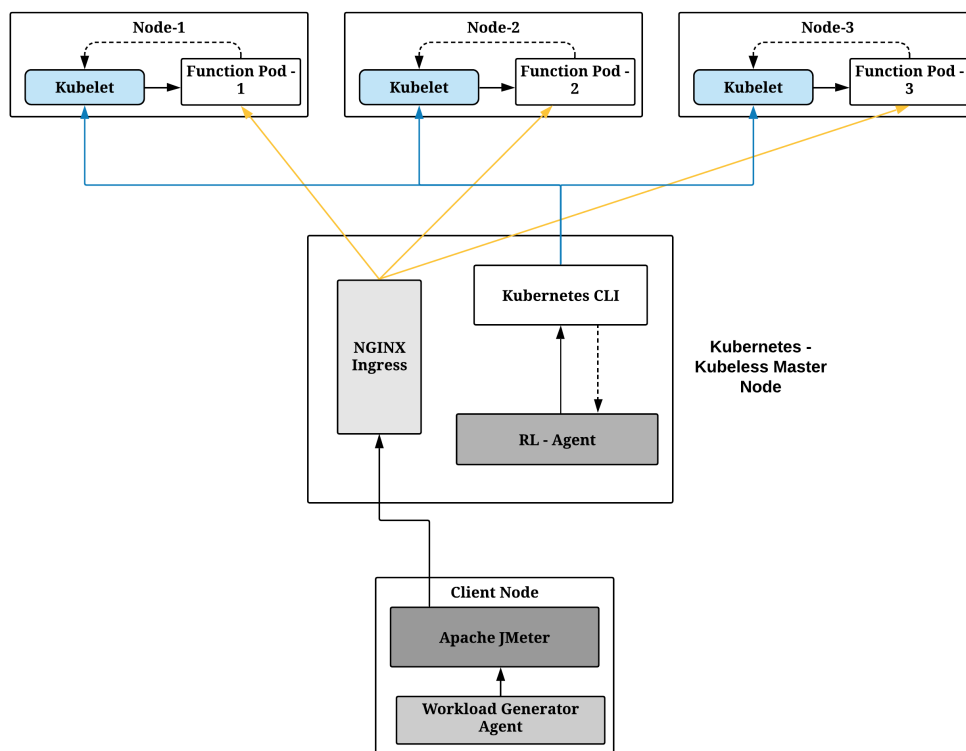 Node-1
Node-2
Node-3
Kubelet
Function Pod -
1
Kubelet
Function Pod -
2
Kubelet
Function Pod -
3
Kubernetes CLI
NGINX
Ingress
Kubernetes -
Kubeless Master
Node
RL - Agent
Client Node
Apache JMeter
Workload Generator
Agent